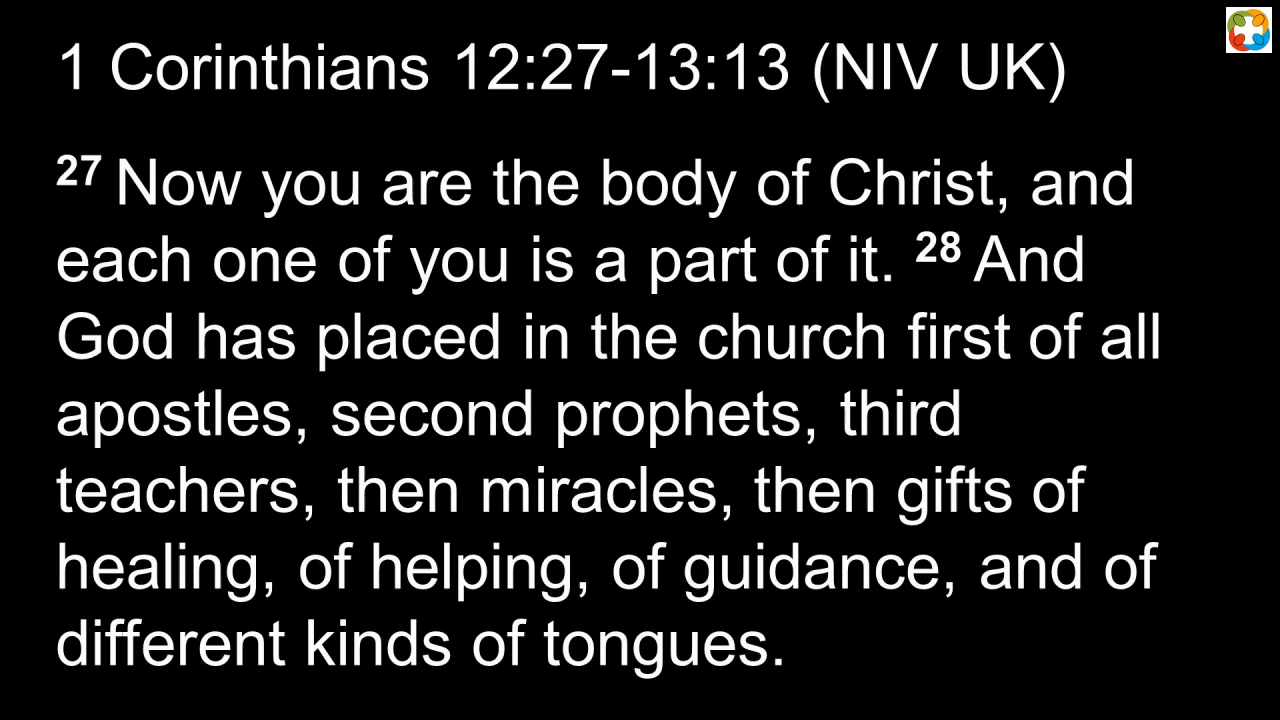 1 Corinthians 12:27-13:13 (NIV UK)
27 Now you are the body of Christ, and
each one of you is a part of it. 28 And
God has placed in the church first of all
apostles, second prophets, third
teachers, then miracles, then gifts of
healing, of helping, of guidance, and of
different kinds of tongues.